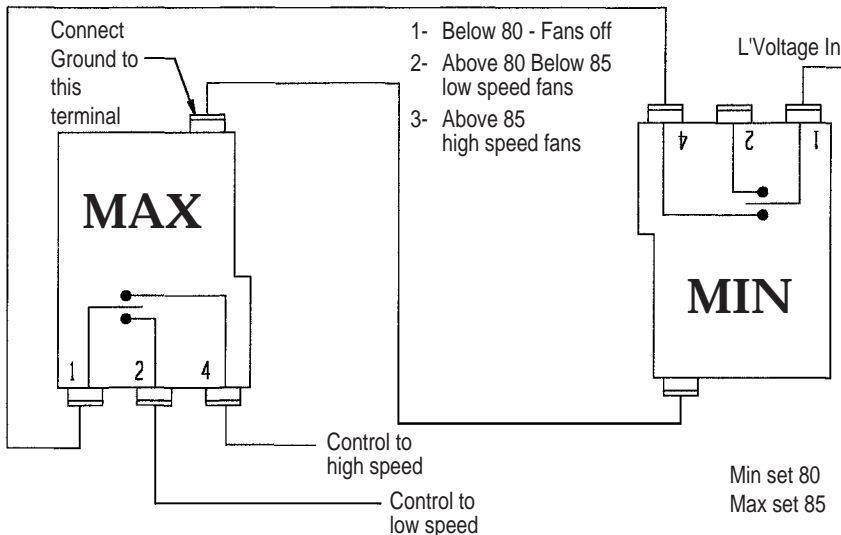 Connect
Ground to
this
terminal
1- Below 80 - Fans off
2- Above 80 Below 85
low speed fans
3- Above 85
high speed fans
L'Voltage In
4 2 1
MAX
MIN
1 2 4
Control to
high speed
Control to
low speed
Min set 80
Max set 85